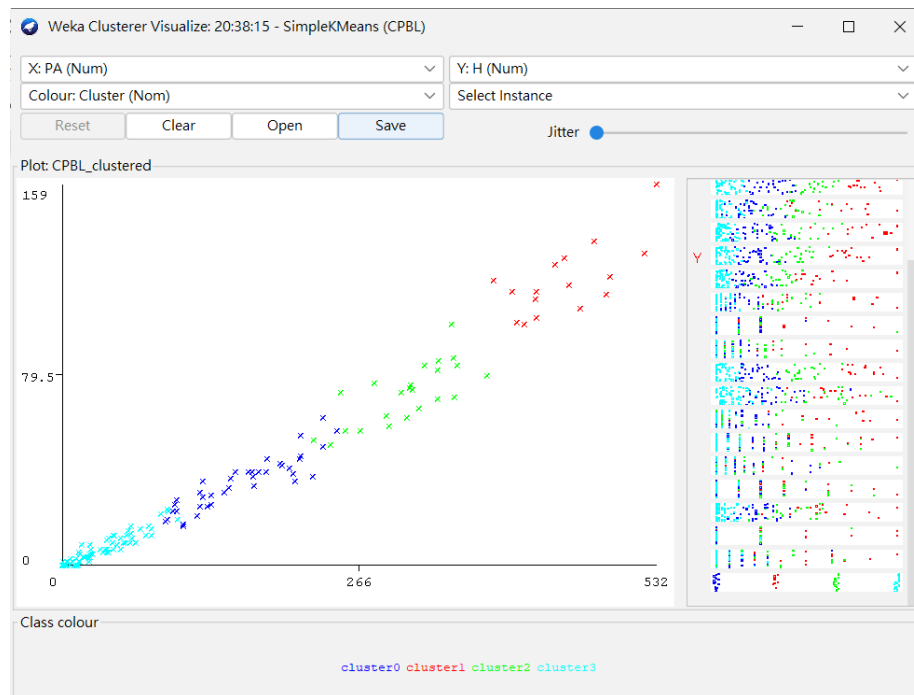 Weka Clusterer Visualize: 20:38:15 - SimpleKMeans (CPBL)
X: PA (Num)
Y: H (Num)
Colour: Cluster (Nom)
Select Instance
Reset
Clear
Open
Save
Jitter
Plot: CPBL_clustered
159
79.5
0
0
266
532
Y
Class colour
cluster0 cluster1 cluster2 cluster3